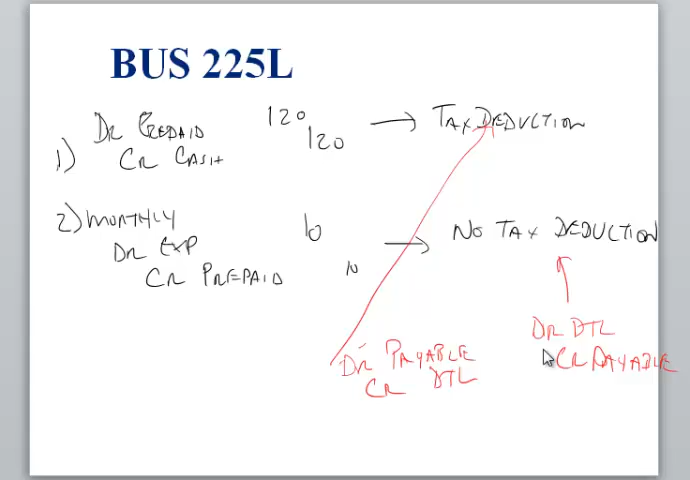 BUS 225L
DR PREPAID 120 → TAX DEDUCTION
1) CR CASH 120
2) MONTHLY
DR EXP 10 → NO TAX DEDUCTION
CR PREPAID 10
DR PAYABLE
CR DTL
DR DTL
CR PAYABLE